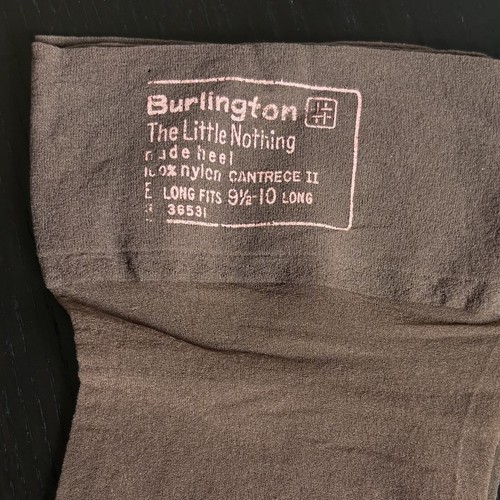 Burlington
The Little Nothing
nude heel
100% nylon CANTRECE II
E LONG FITS 9½-10 LONG
36531